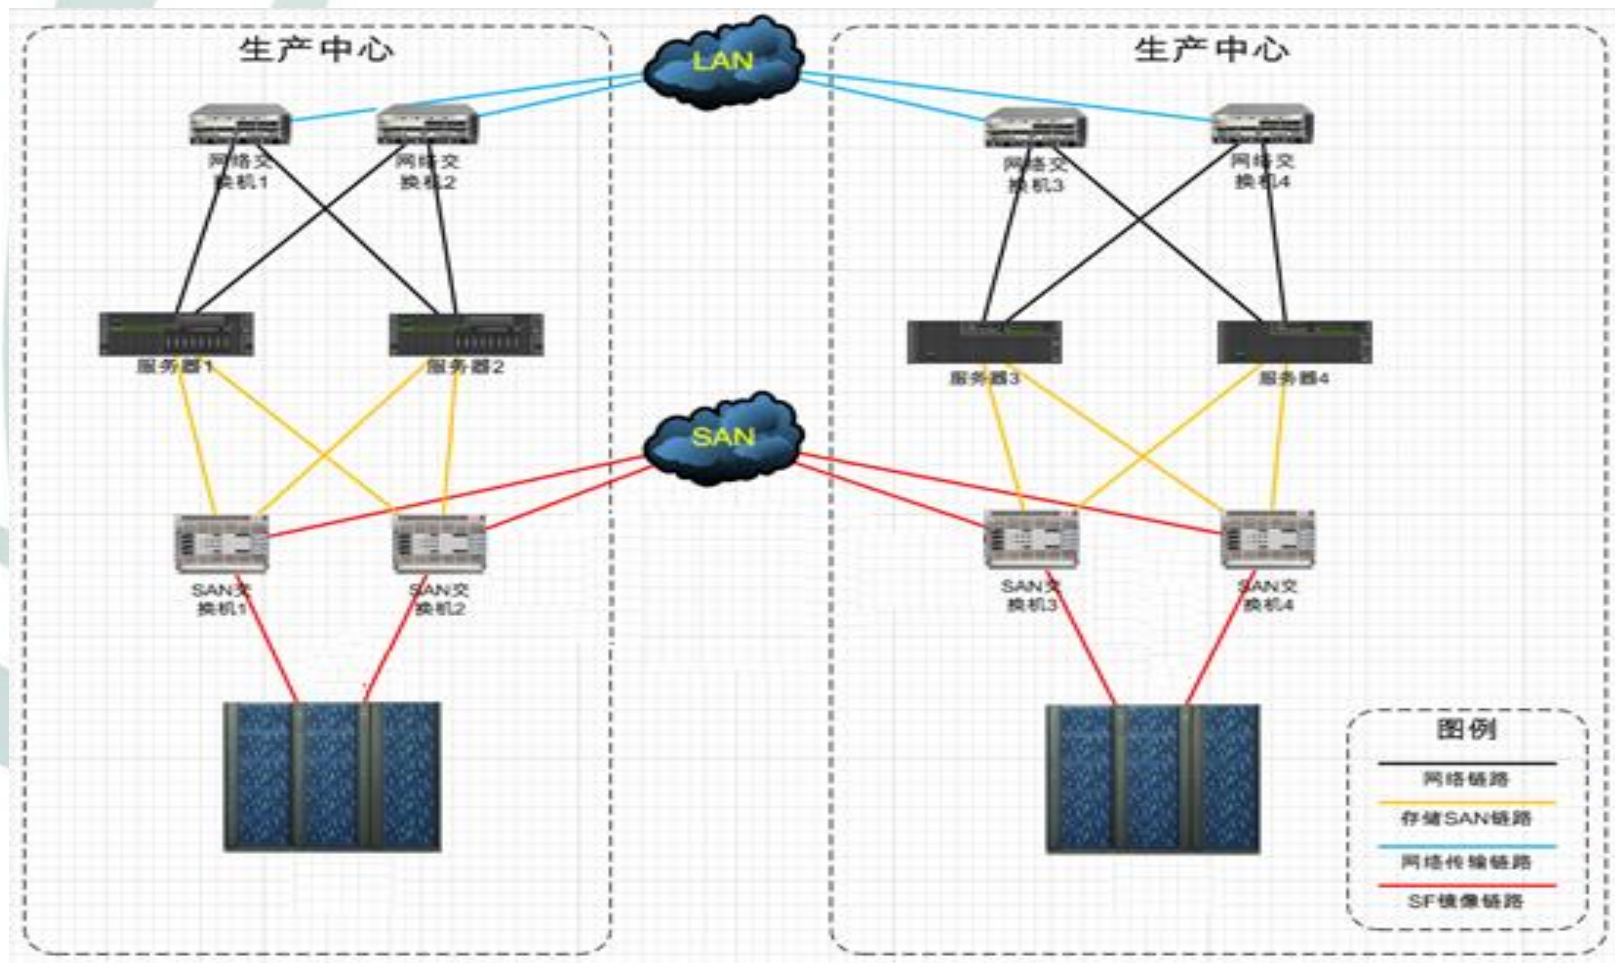 生产中心
LAN
生产中心
网络交
换机1
网络交
换机2
网络交
换机3
网络交
换机4
服务器1
服务器2
服务器3
服务器4
SAN
SAN交
换机1
SAN交
换机2
SAN交
换机3
SAN交
换机4
图例
网络链路
存储SAN链路
网络传输链路
SF镜像链路